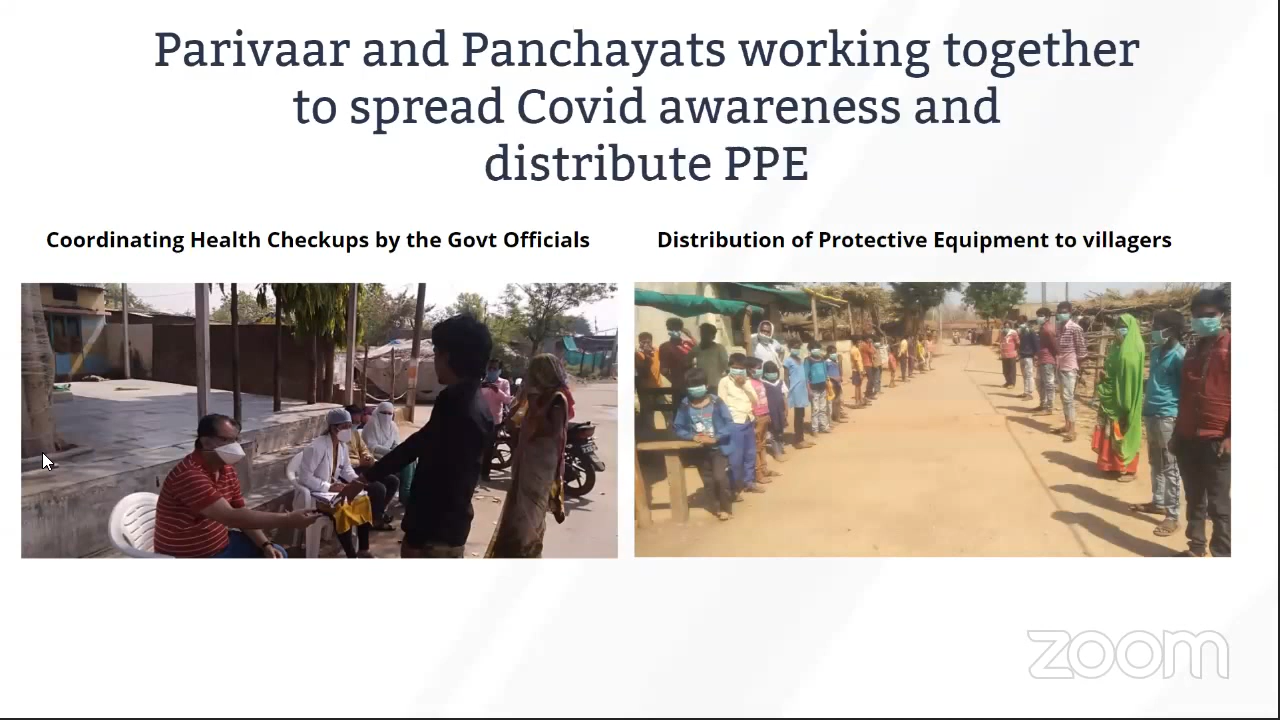 Parivaar and Panchayats working together
to spread Covid awareness and
distribute PPE
Coordinating Health Checkups by the Govt Officials
Distribution of Protective Equipment to villagers
zoom